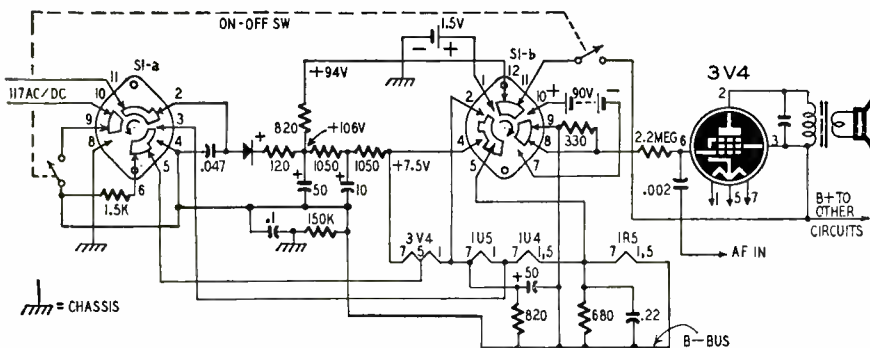 ON-OFF SW
1.5V
- +
S1-a
S1-b
3V4
11
10
2
117AC/DC
9
3
8
4
6
5
.047
+
+94V
820
+106V
120
1050
1050
+7.5V
+
50
+
10
1.5K
.1
150K
1
12
11
2
10
+ 90V -
9
330
4
8
5
7
2.2MEG
6
.002
2
3
1 5 7
B+ TO
OTHER
CIRCUITS
AF IN
3V4
7 5 1
1U5
7 1
1U4
7 1,5
1R5
7 1,5
+ 50
820
680
.22
B-BUS
= CHASSIS